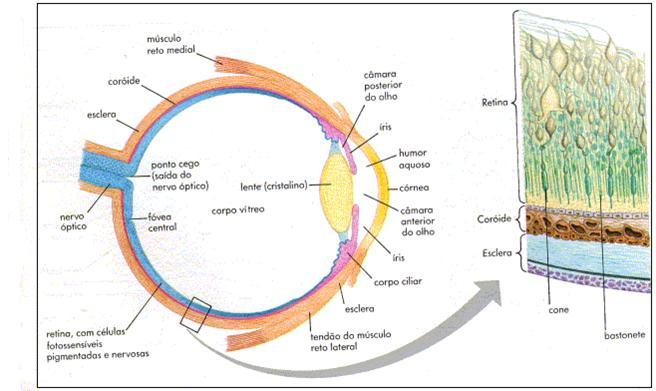 músculo
reto medial
coróide
esclera
ponto cego
(saída do
nervo óptico)
nervo
óptico
fóvea
central
retina, com células
fotossensíveis
pigmentadas e nervosas
lente (cristalino)
corpo vítreo
câmara
posterior
do olho
íris
humor
aquoso
córnea
câmara
anterior
do olho
íris
corpo ciliar
esclera
tendão do músculo
reto lateral
Retina
Coróide
Esclera
cone
bastonete